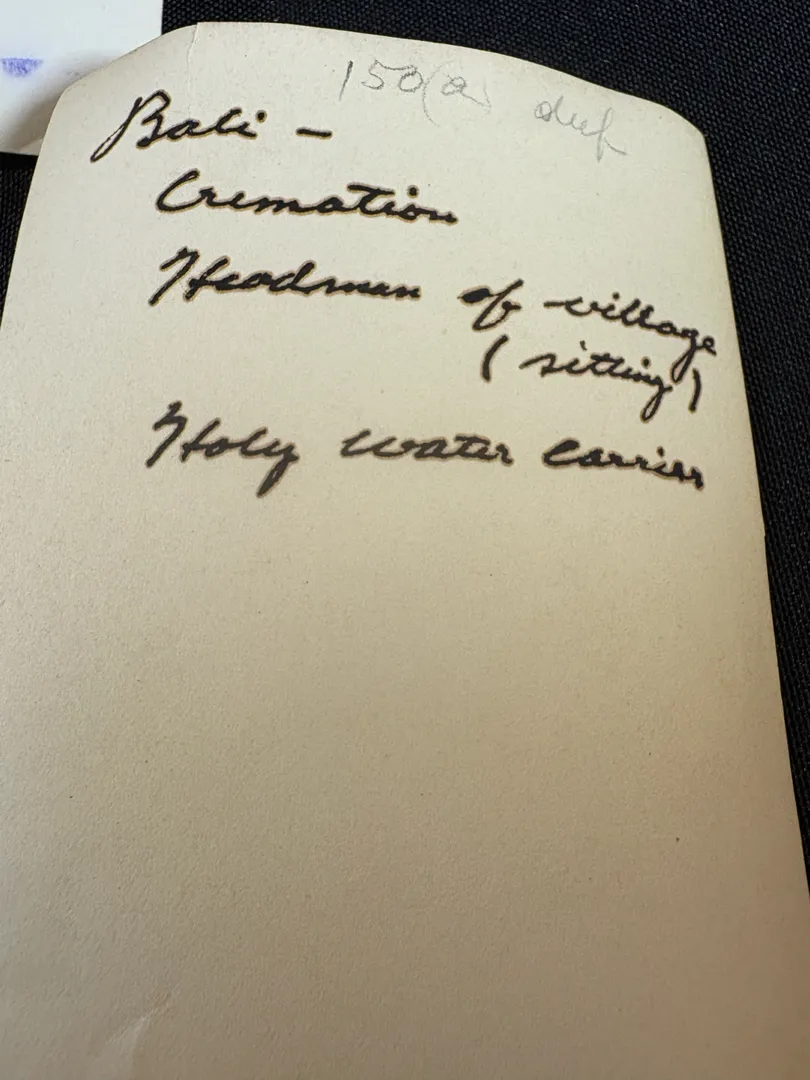 150(a) dup
Bali –
Cremation
Headman of village
(sitting)
Holy water carrier